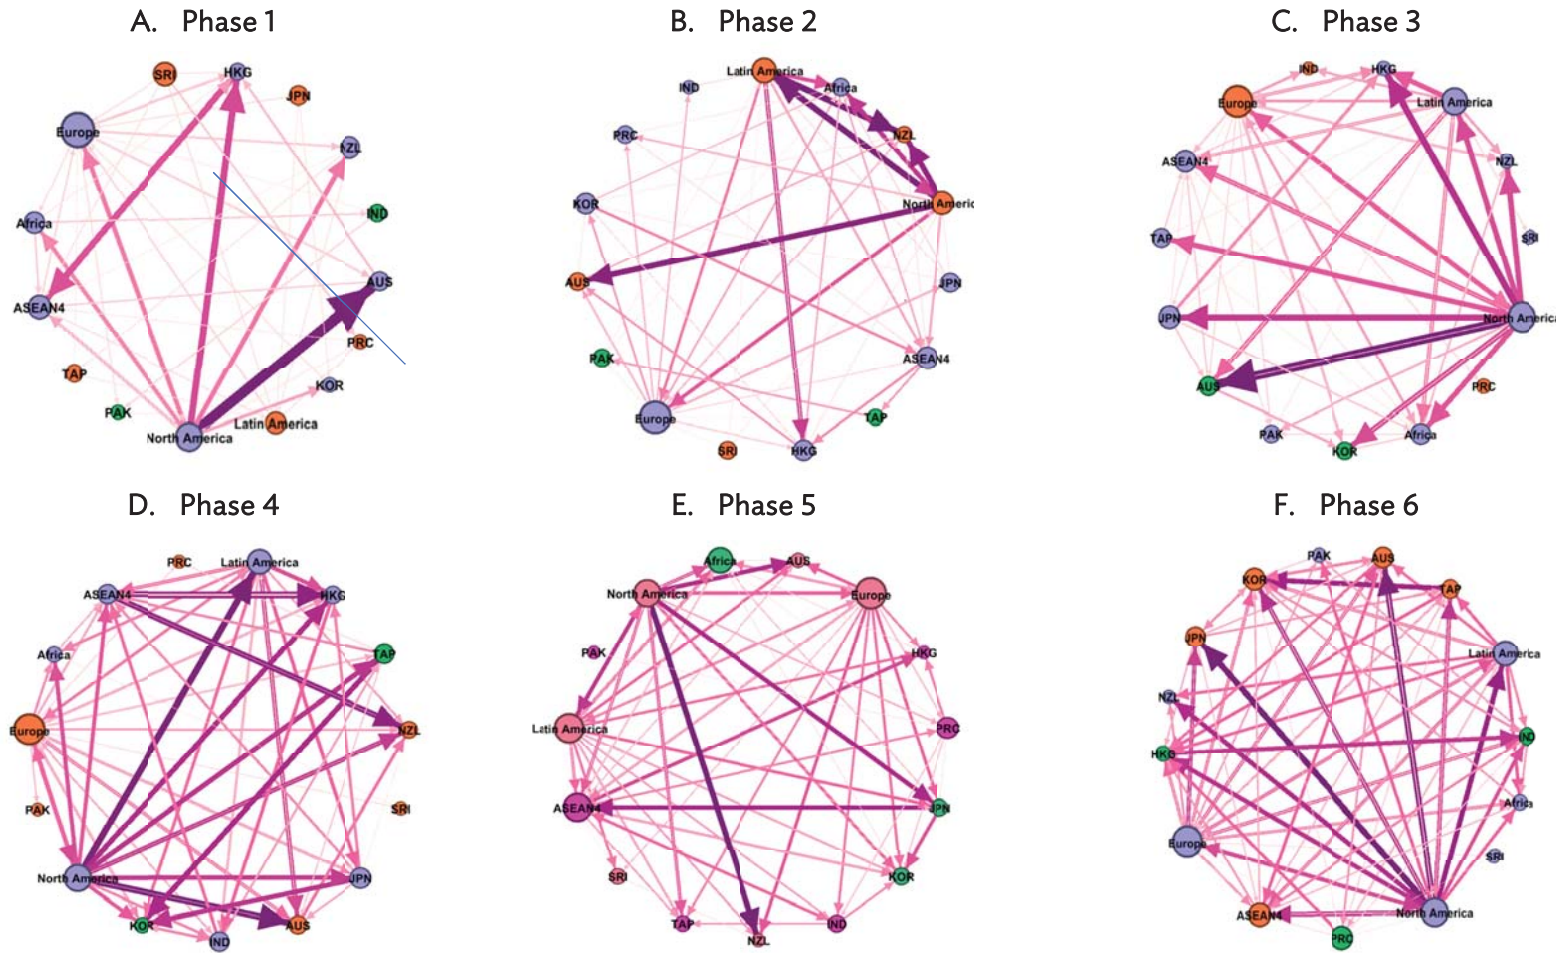 A. Phase 1
SRI
HKG
JPN
Europe
NZL
Africa
IND
ASEAN4
AUS
PRC
TAP
KOR
PAK
Latin America
North America
B. Phase 2
Latin America
IND
Africa
PRC
NZL
KOR
North Americ
AUS
JPN
PAK
ASEAN4
Europe
TAP
SRI
HKG
C. Phase 3
IND
HKG
Europe
Latin America
ASEAN4
NZL
TAP
SRI
JPN
North America
AUS
PRC
PAK
Africa
KOR
D. Phase 4
PRC
Latin America
ASEAN4
HKG
Africa
TAP
Europe
NZL
PAK
SRI
North America
JPN
KOR
AUS
IND
E. Phase 5
Africa
AUS
North America
Europe
PAK
HKG
Latin America
PRC
ASEAN4
JPN
SRI
KOR
TAP
IND
NZL
F. Phase 6
PAK
AUS
KOR
TAP
JPN
Latin America
NZL
IND
HKG
Africa
Europe
SRI
ASEAN4
North America
PRC